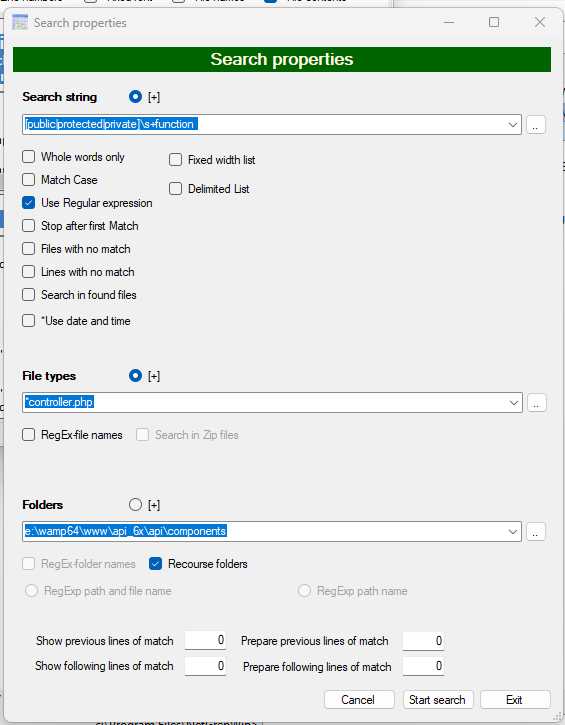 Search properties
Search properties
Search string [+]
[public|protected|private]\s+function
..
Whole words only
Fixed width list
Match Case
Delimited List
Use Regular expression
Stop after first Match
Files with no match
Lines with no match
Search in found files
*Use date and time
File types [+]
*controller.php
..
RegEx-file names
Search in Zip files
Folders [+]
e:\wamp64\www\api_6x\api\components
..
RegEx-folder names
Recourse folders
RegExp path and file name
RegExp path name
Show previous lines of match 0
Prepare previous lines of match 0
Show following lines of match 0
Prepare following lines of match 0
Cancel
Start search
Exit